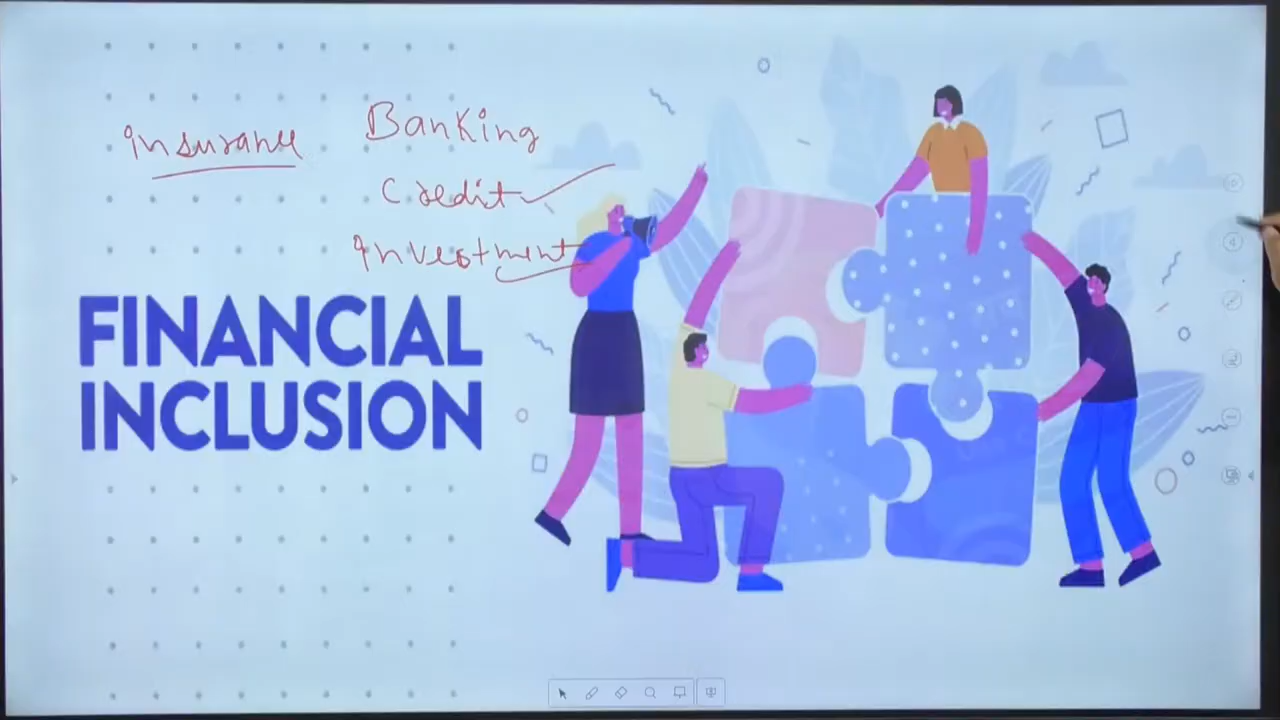 insurance
Banking
Credit
investment
FINANCIAL
INCLUSION